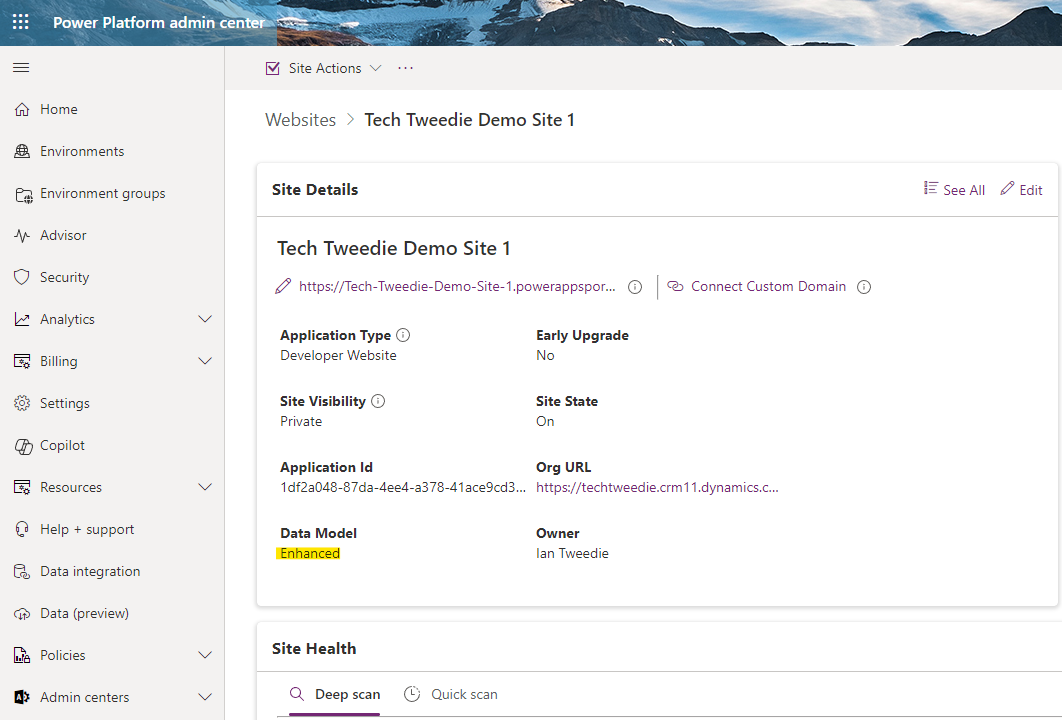 Power Platform admin center
Site Actions ···
Home
Environments
Environment groups
Advisor
Security
Analytics
Billing
Settings
Copilot
Resources
Help + support
Data integration
Data (preview)
Policies
Admin centers
Websites > Tech Tweedie Demo Site 1
Site Details
See All Edit
Tech Tweedie Demo Site 1
https://Tech-Tweedie-Demo-Site-1.powerappspor... Connect Custom Domain
Application Type Early Upgrade
Developer Website No
Site Visibility Site State
Private On
Application Id Org URL
1df2a048-87da-4ee4-a378-41ace9cd3... https://techtweedie.crm11.dynamics.c...
Data Model Owner
Enhanced Ian Tweedie
Site Health
Deep scan Quick scan